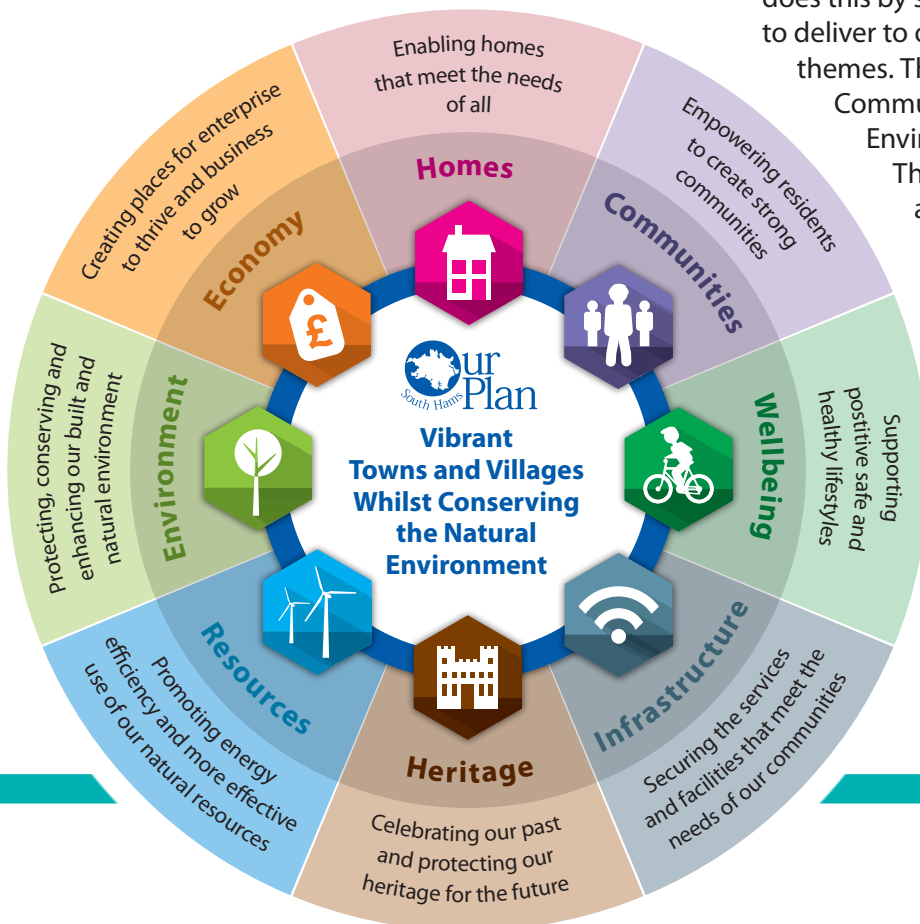 does this by s
to deliver to o
themes. Th
Commu
Envir
Th
a
Enabling homes
that meet the needs
of all
Homes
Empowering residents
to create strong
communities
Communities
Supporting
postitive safe and
healthy lifestyles
Wellbeing
Securing the services
and facilities that meet the
needs of our communities
Infrastructure
Heritage
Celebrating our past
and protecting our
heritage for the future
Promoting energy
efficiency and more effective
use of our natural resources
Resources
Protecting, conserving and
enhancing our built and
natural environment
Environment
Creating places for enterprise
to thrive and business
to grow
Economy
£
Our
Plan
South Hams
Vibrant
Towns and Villages
Whilst Conserving
the Natural
Environment